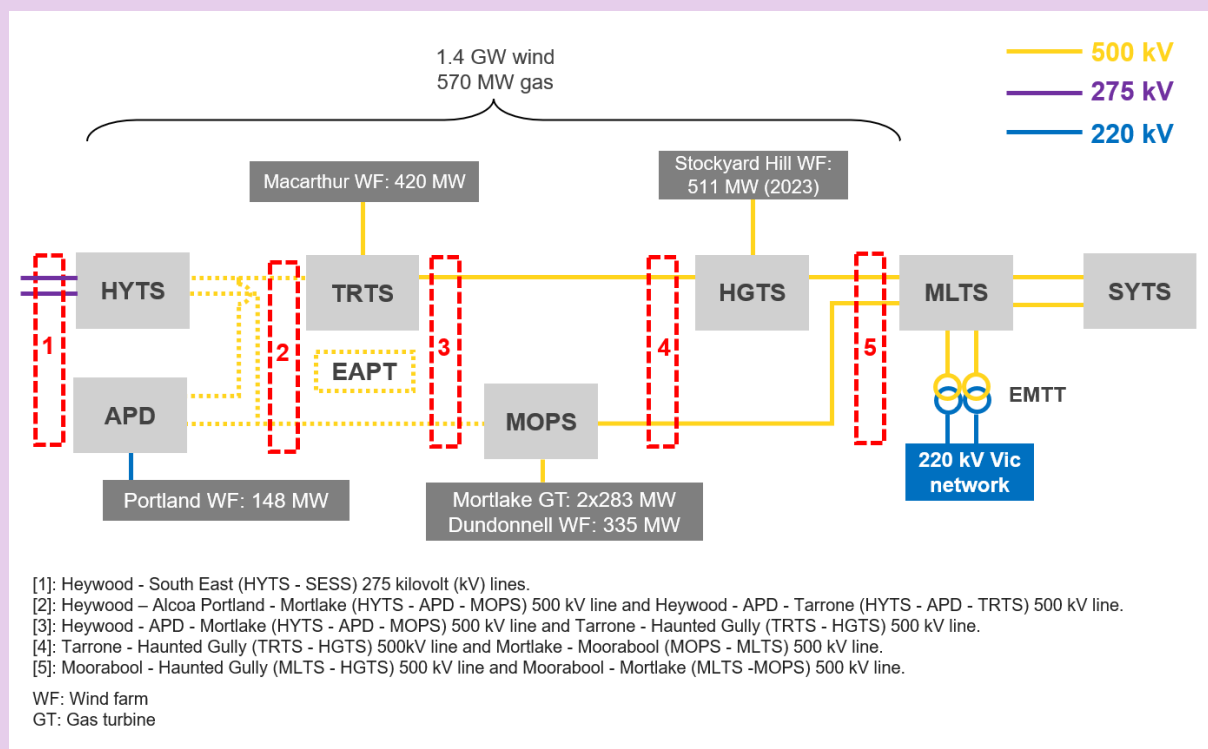 1.4 GW wind
570 MW gas
500 kV
275 kV
220 kV
Macarthur WF: 420 MW
Stockyard Hill WF:
511 MW (2023)
HYTS
TRTS
HGTS
MLTS
SYTS
1
2
3
4
5
EAPT
APD
MOPS
EMTT
Portland WF: 148 MW
Mortlake GT: 2x283 MW
Dundonnell WF: 335 MW
220 kV Vic
network
[1]: Heywood - South East (HYTS - SESS) 275 kilovolt (kV) lines.
[2]: Heywood – Alcoa Portland - Mortlake (HYTS - APD - MOPS) 500 kV line and Heywood - APD - Tarrone (HYTS - APD - TRTS) 500 kV line.
[3]: Heywood - APD - Mortlake (HYTS - APD - MOPS) 500 kV line and Tarrone - Haunted Gully (TRTS - HGTS) 500 kV line.
[4]: Tarrone - Haunted Gully (TRTS - HGTS) 500kV line and Mortlake - Moorabool (MOPS - MLTS) 500 kV line.
[5]: Moorabool - Haunted Gully (MLTS - HGTS) 500 kV line and Moorabool - Mortlake (MLTS -MOPS) 500 kV line.
WF: Wind farm
GT: Gas turbine